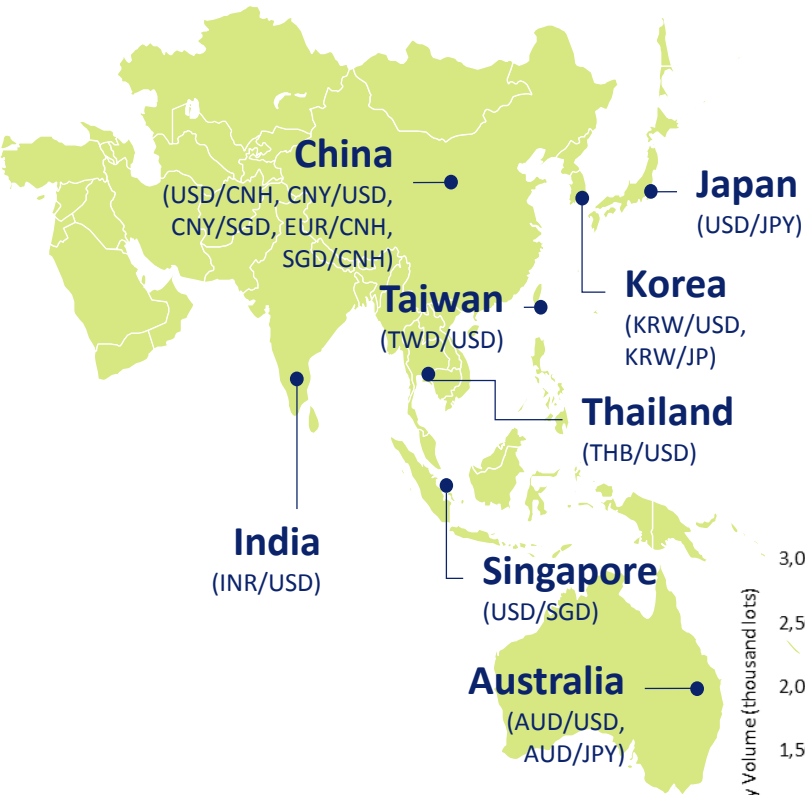 China
(USD/CNH, CNY/USD,
CNY/SGD, EUR/CNH,
SGD/CNH)
Japan
(USD/JPY)
Korea
(KRW/USD,
KRW/JP)
Taiwan
(TWD/USD)
Thailand
(THB/USD)
India
(INR/USD)
Singapore
(USD/SGD)
Australia
(AUD/USD,
AUD/JPY)
3,0
2,5
2,0
1,5
y Volume (thousand lots)